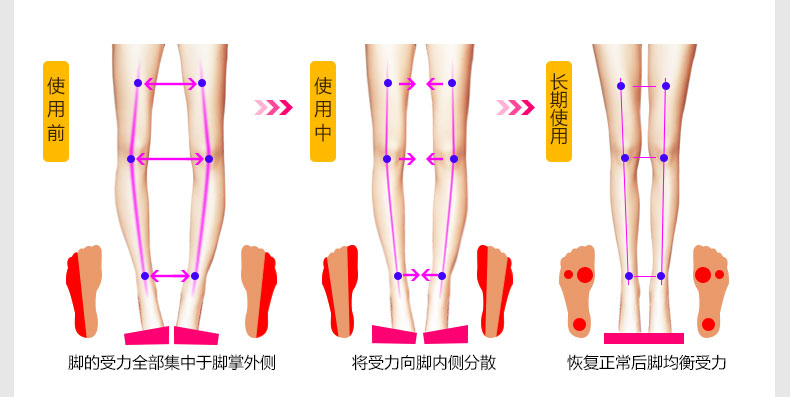 使用前
使用中
长期使用
脚的受力全部集中于脚掌外侧
将受力向脚内侧分散
恢复正常后脚均衡受力